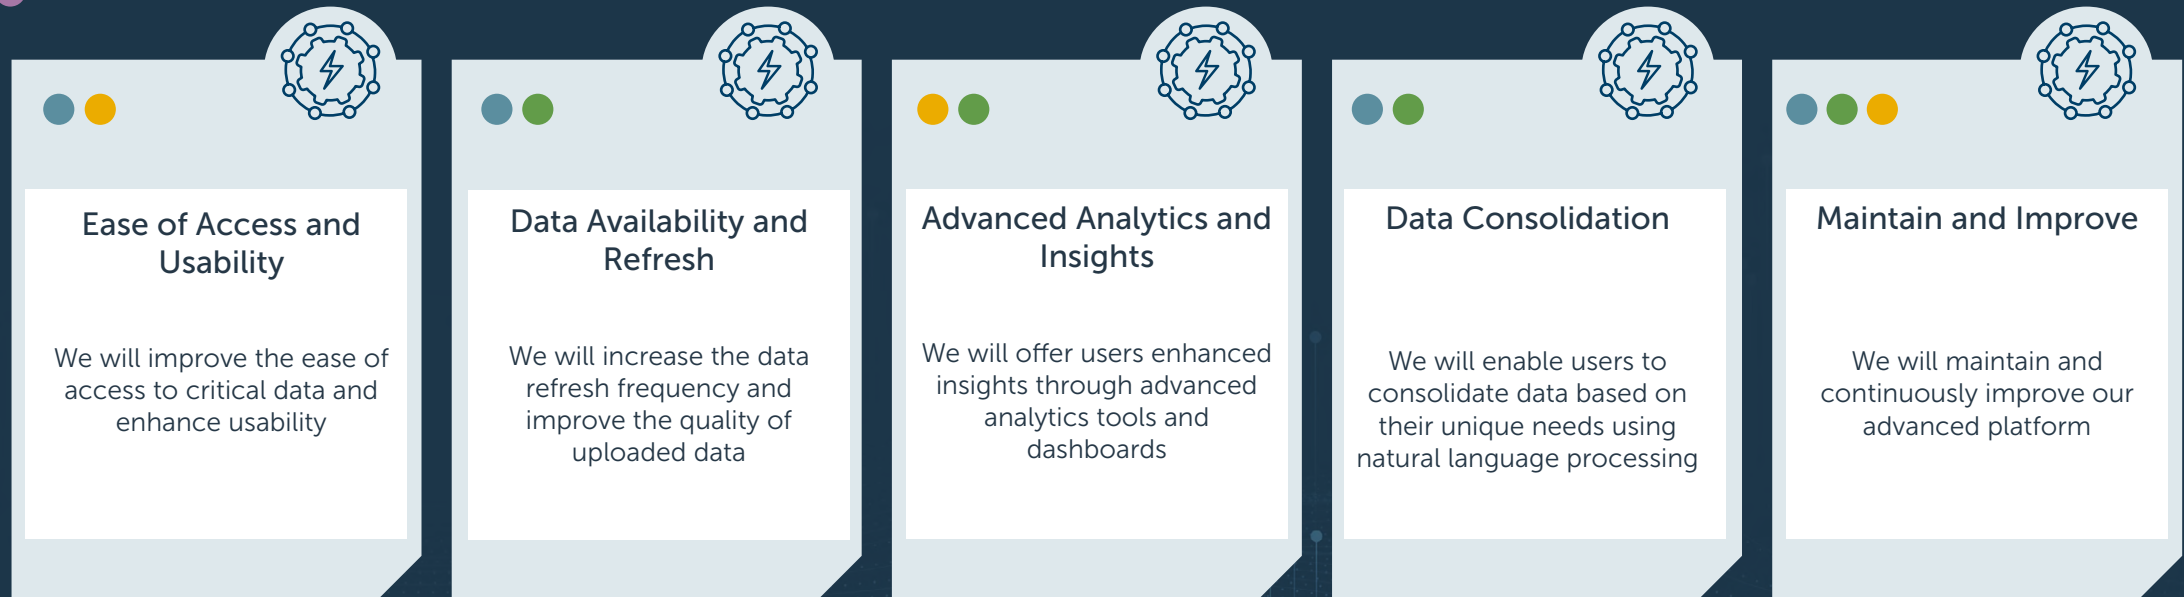 Ease of Access and
Usability
We will improve the ease of
access to critical data and
enhance usability
Data Availability and
Refresh
We will increase the data
refresh frequency and
improve the quality of
uploaded data
Advanced Analytics and
Insights
We will offer users enhanced
insights through advanced
analytics tools and
dashboards
Data Consolidation
We will enable users to
consolidate data based on
their unique needs using
natural language processing
Maintain and Improve
We will maintain and
continuously improve our
advanced platform